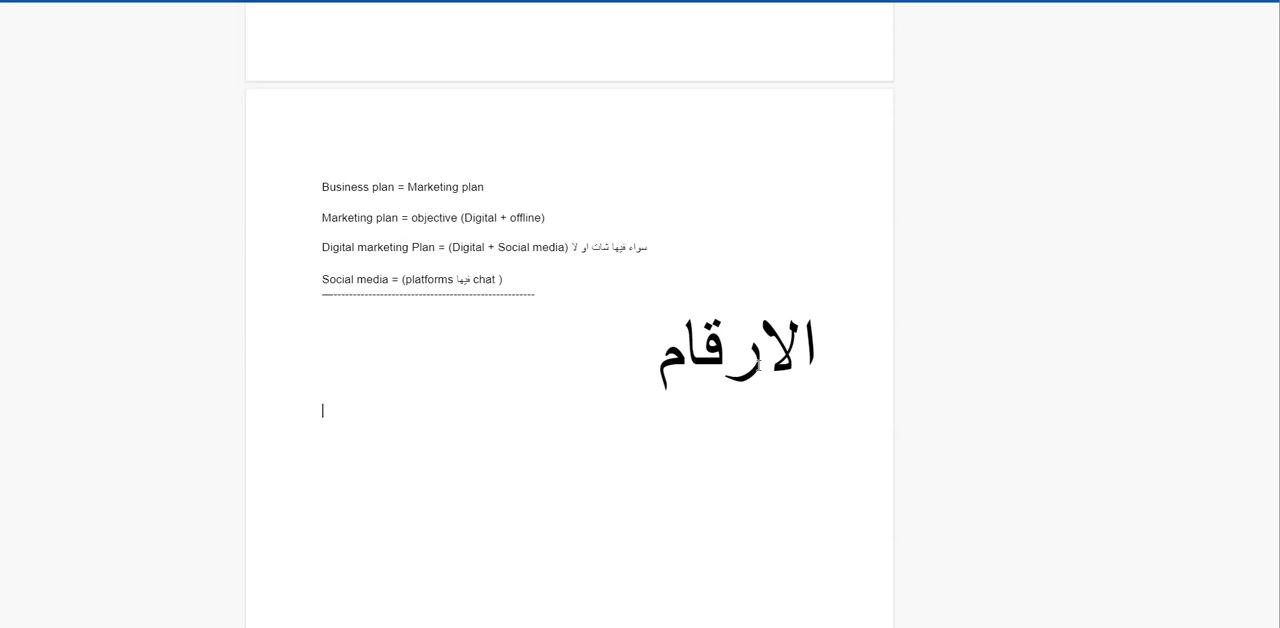 Business plan = Marketing plan
Marketing plan = objective (Digital + offline)
Digital marketing Plan = (Digital + Social media) سواء فيها شات او لا
Social media = (platforms فيها chat )
—----------------------------------------------------
الارقام